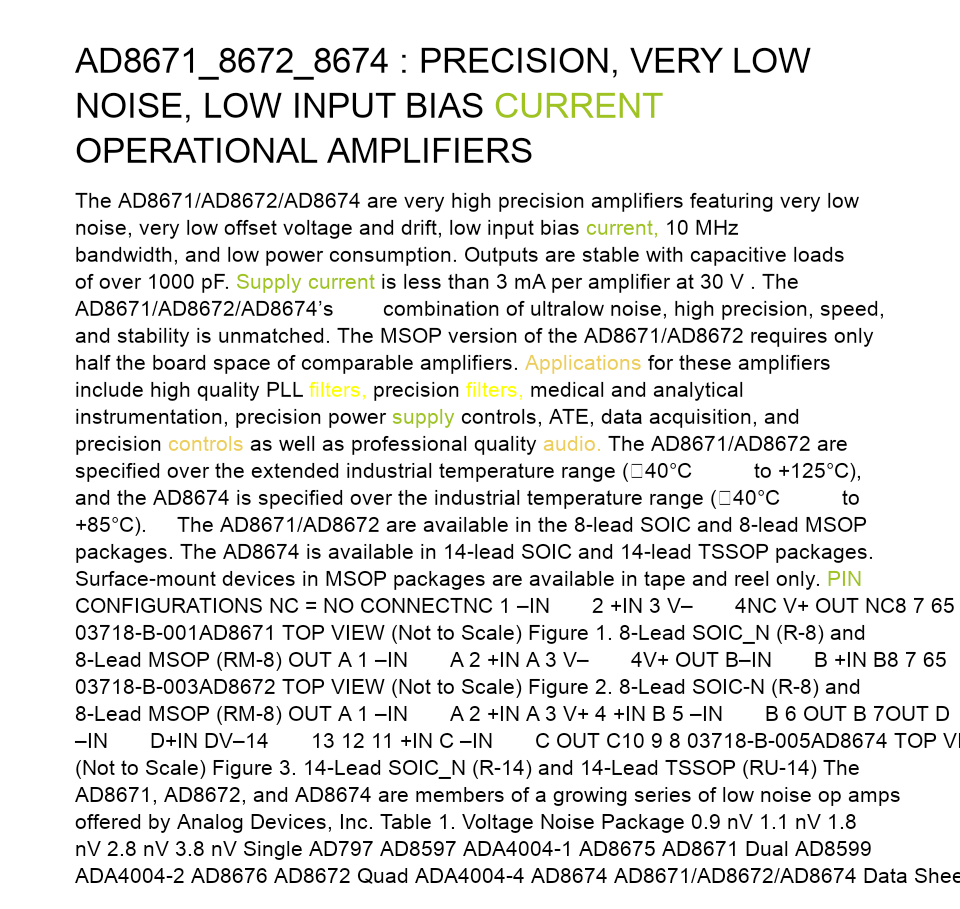 AD8671_8672_8674 : PRECISION, VERY LOW
NOISE, LOW INPUT BIAS CURRENT
OPERATIONAL AMPLIFIERS
The AD8671/AD8672/AD8674 are very high precision amplifiers featuring very low
noise, very low offset voltage and drift, low input bias current, 10 MHz
bandwidth, and low power consumption. Outputs are stable with capacitive loads
of over 1000 pF. Supply current is less than 3 mA per amplifier at 30 V . The
AD8671/AD8672/AD8674’s combination of ultralow noise, high precision, speed,
and stability is unmatched. The MSOP version of the AD8671/AD8672 requires only
half the board space of comparable amplifiers. Applications for these amplifiers
include high quality PLL filters, precision filters, medical and analytical
instrumentation, precision power supply controls, ATE, data acquisition, and
precision controls as well as professional quality audio. The AD8671/AD8672 are
specified over the extended industrial temperature range (□40°C to +125°C),
and the AD8674 is specified over the industrial temperature range (□40°C to
+85°C). The AD8671/AD8672 are available in the 8-lead SOIC and 8-lead MSOP
packages. The AD8674 is available in 14-lead SOIC and 14-lead TSSOP packages.
Surface-mount devices in MSOP packages are available in tape and reel only. PIN
CONFIGURATIONS NC = NO CONNECTNC 1 –IN 2 +IN 3 V– 4NC V+ OUT NC8 7 65
03718-B-001AD8671 TOP VIEW (Not to Scale) Figure 1. 8-Lead SOIC_N (R-8) and
8-Lead MSOP (RM-8) OUT A 1 –IN A 2 +IN A 3 V– 4V+ OUT B–IN B +IN B8 7 65
03718-B-003AD8672 TOP VIEW (Not to Scale) Figure 2. 8-Lead SOIC-N (R-8) and
8-Lead MSOP (RM-8) OUT A 1 –IN A 2 +IN A 3 V+ 4 +IN B 5 –IN B 6 OUT B 7OUT D
–IN D+IN DV–14 13 12 11 +IN C –IN C OUT C10 9 8 03718-B-005AD8674 TOP
(Not to Scale) Figure 3. 14-Lead SOIC_N (R-14) and 14-Lead TSSOP (RU-14) The
AD8671, AD8672, and AD8674 are members of a growing series of low noise op amps
offered by Analog Devices, Inc. Table 1. Voltage Noise Package 0.9 nV 1.1 nV 1.8
nV 2.8 nV 3.8 nV Single AD797 AD8597 ADA4004-1 AD8675 AD8671 Dual AD8599
ADA4004-2 AD8676 AD8672 Quad ADA4004-4 AD8674 AD8671/AD8672/AD8674 Data